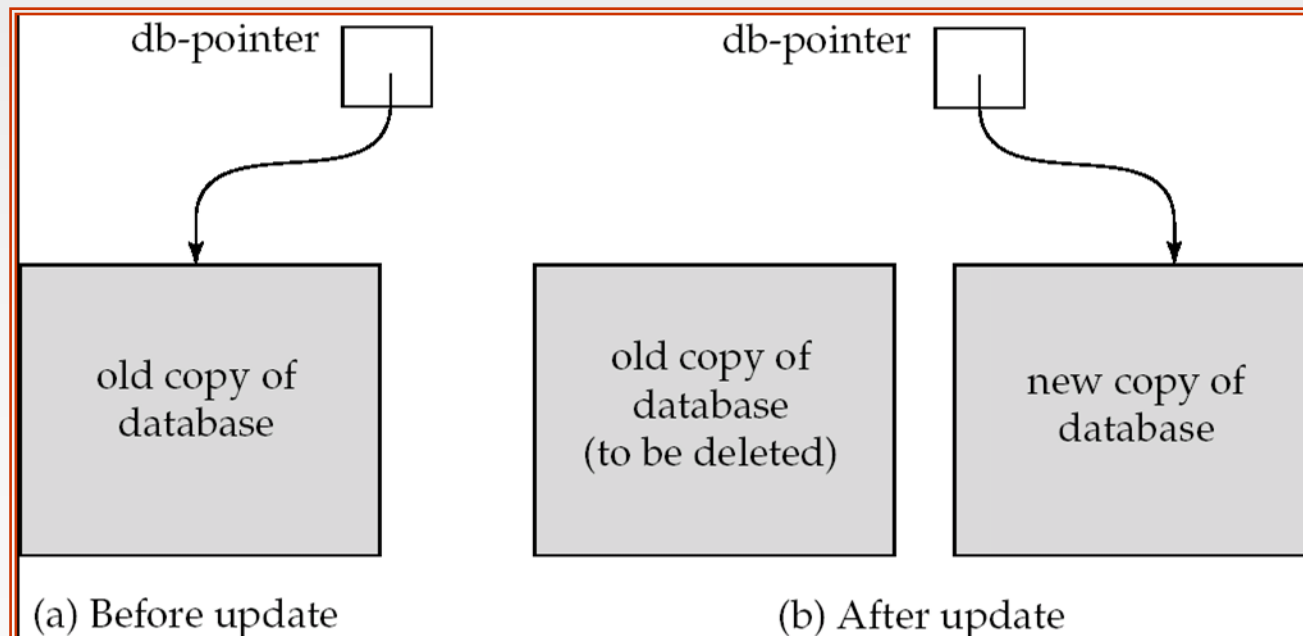 db-pointer
old copy of
database
(a) Before update
db-pointer
old copy of
database
(to be deleted)
new copy of
database
(b) After update